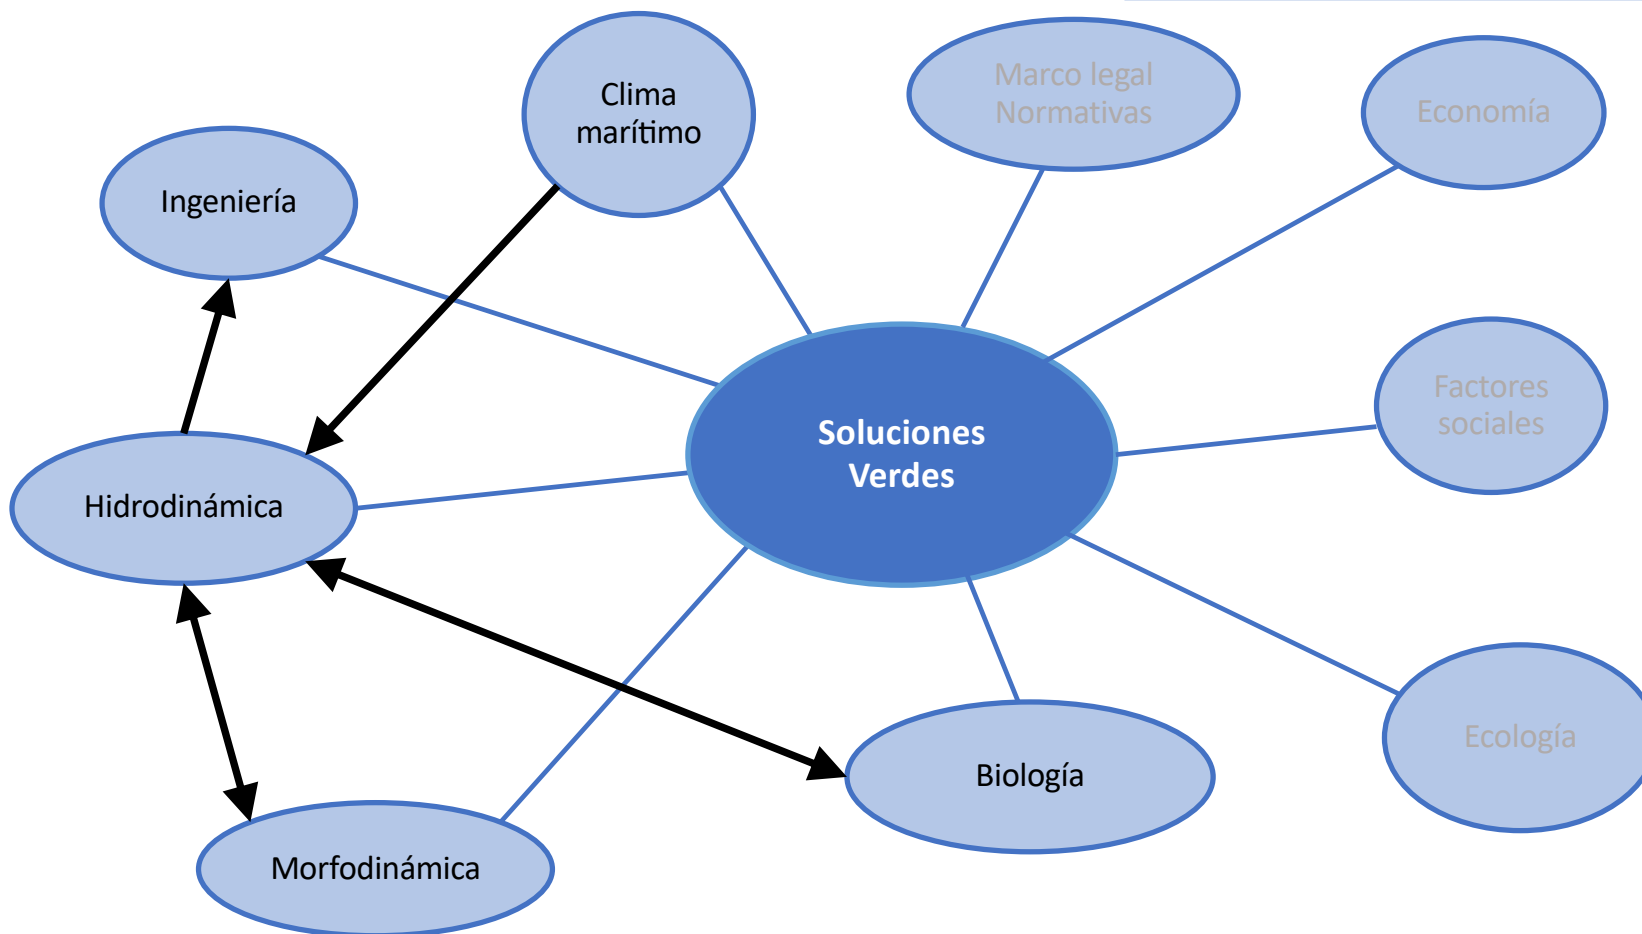 Clima
marítimo
Marco legal
Normativas
Economía
Ingeniería
Factores
sociales
Soluciones
Verdes
Hidrodinámica
Ecología
Biología
Morfodinámica